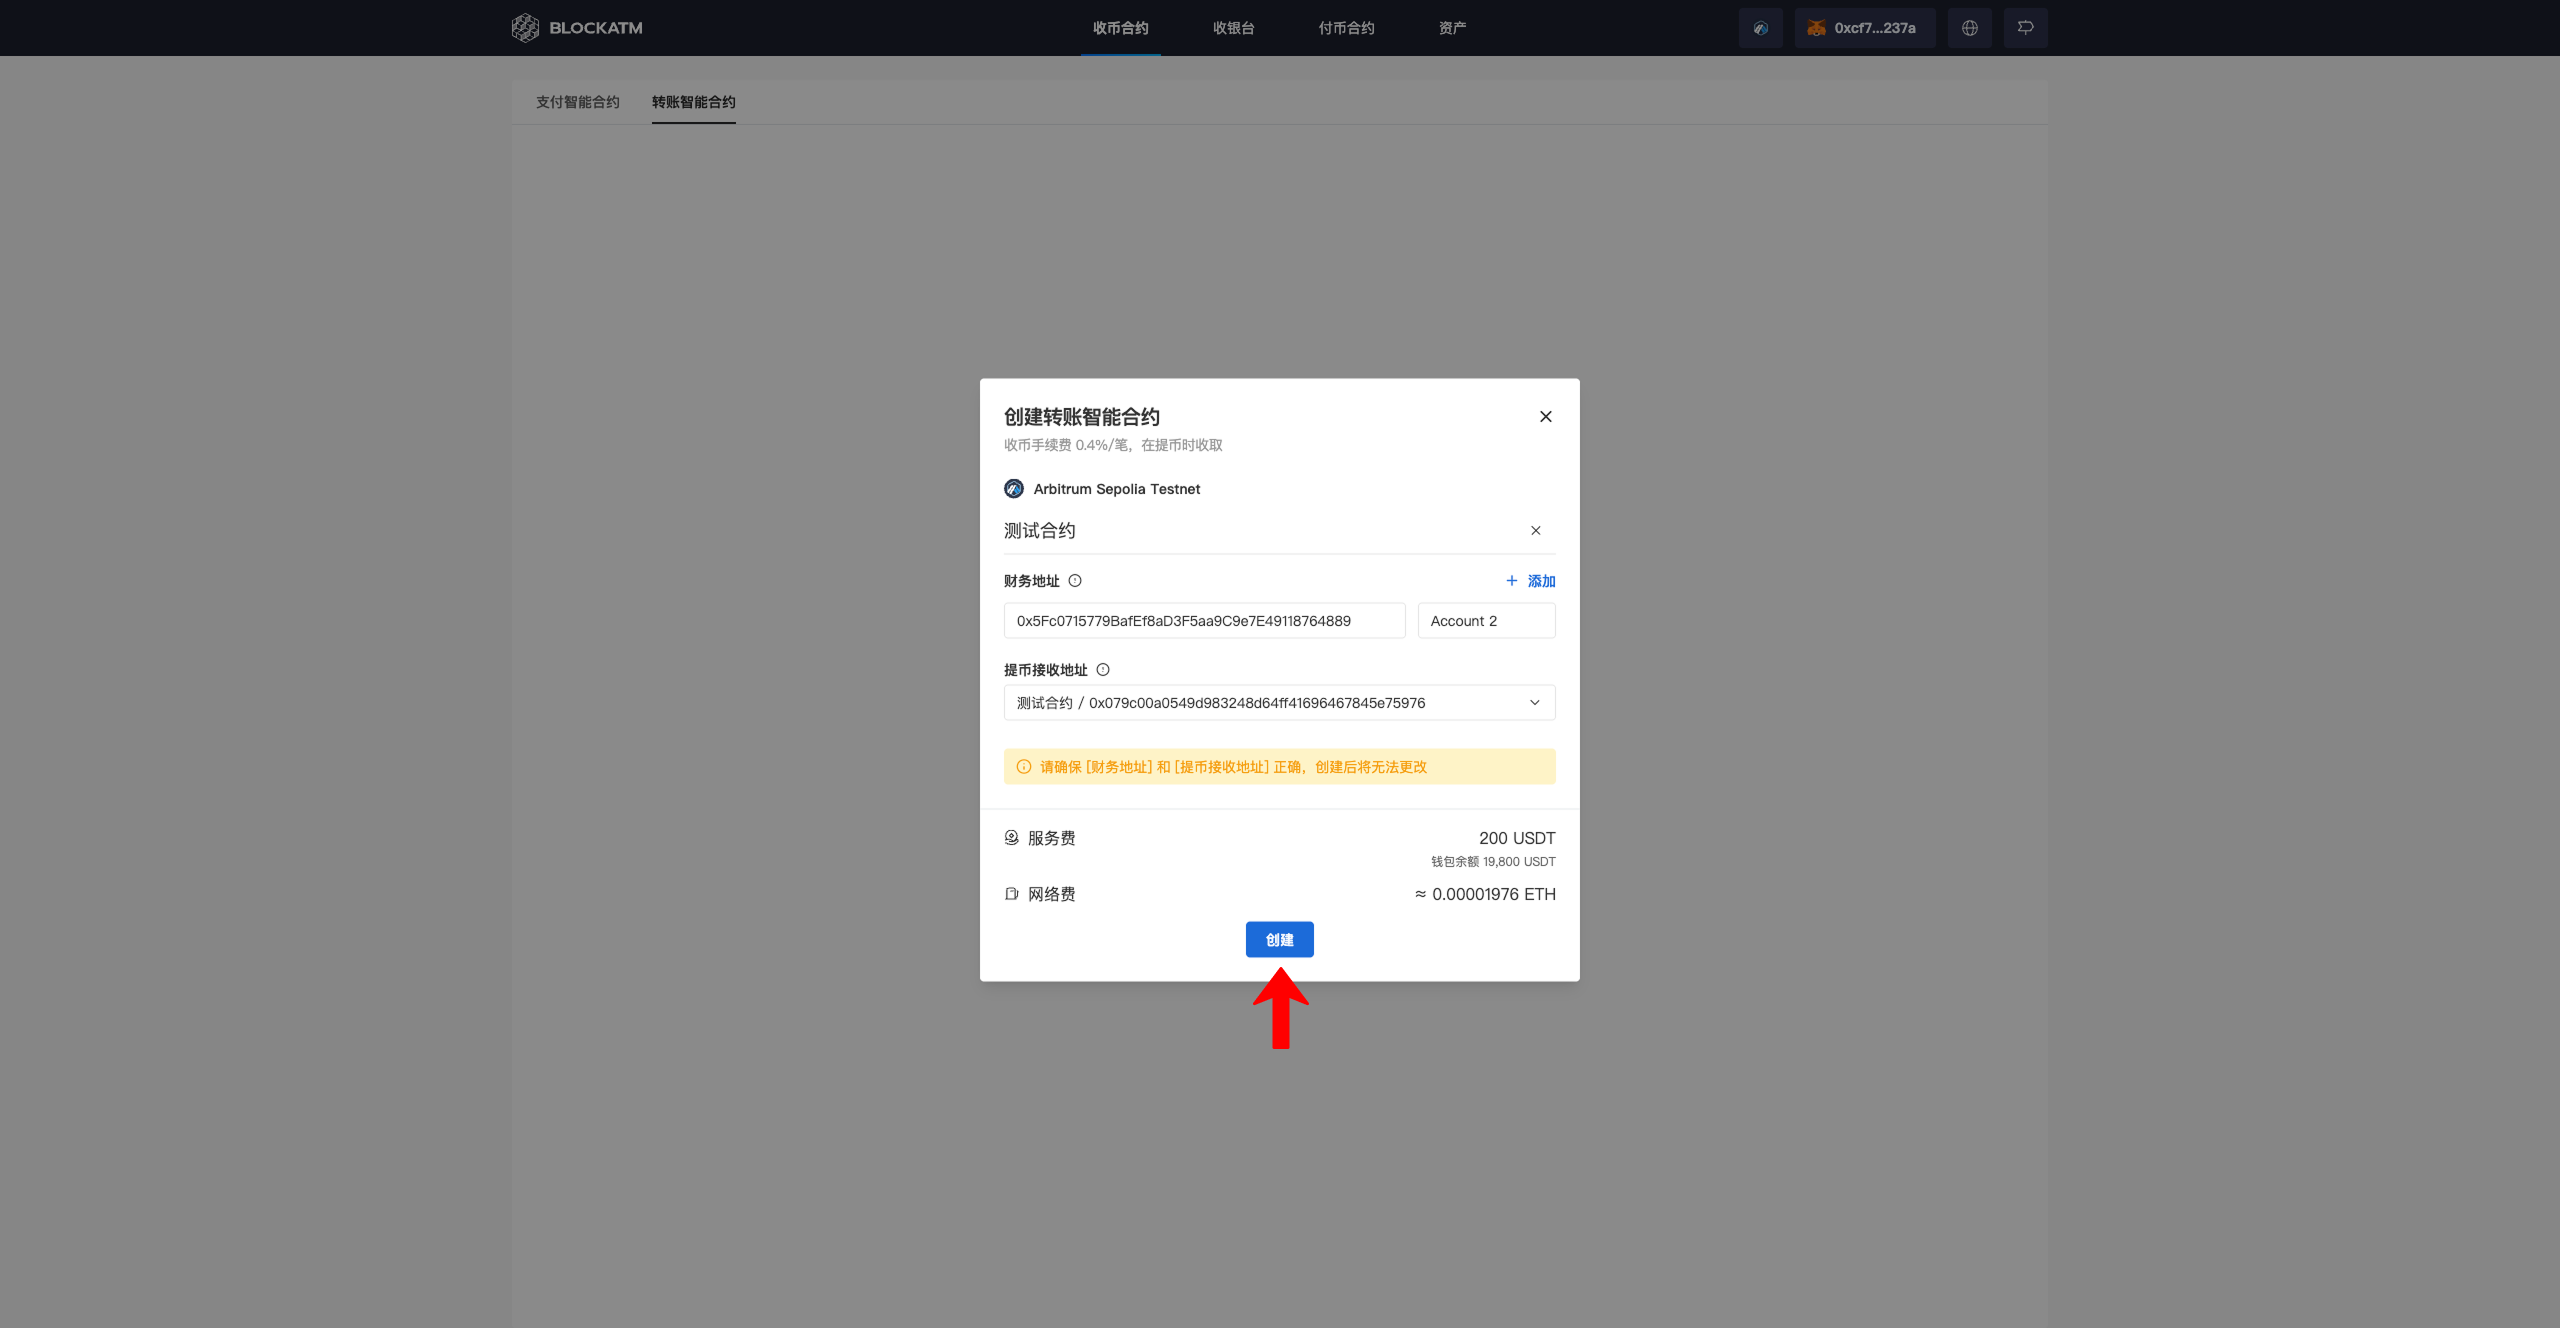 BLOCKATM
收币合约
收银台
付币合约
资产
0xcf7...237a
支付智能合约
转账智能合约
创建转账智能合约
收币手续费 0.4%/笔，在提币时收取
Arbitrum Sepolia Testnet
测试合约
财务地址
添加
0x5Fc0715779BafEf8aD3F5aa9C9e7E49118764889
Account 2
提币接收地址
测试合约 / 0x079c00a0549d983248d64ff41696467845e75976
请确保 [财务地址] 和 [提币接收地址] 正确，创建后将无法更改
服务费
200 USDT
钱包余额 19,800 USDT
网络费
≈ 0.00001976 ETH
创建